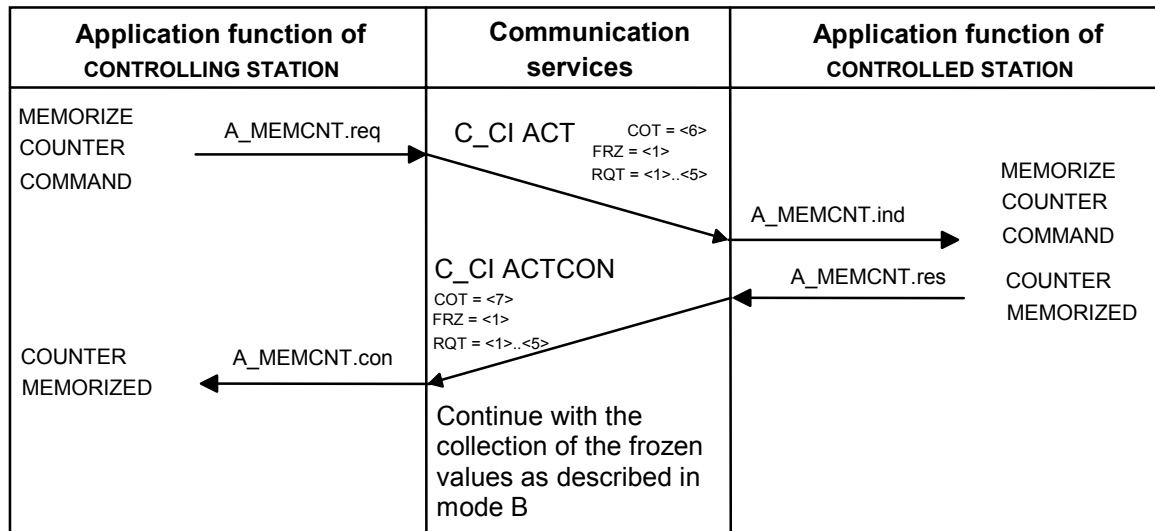 Application function of
CONTROLLING STATION
Communication
services
Application function of
CONTROLLED STATION
MEMORIZE
COUNTER
COMMAND
A_MEMCNT.req
C_CI ACT
COT = <6>
FRZ = <1>
RQT = <1>..<5>
A_MEMCNT.ind
MEMORIZE
COUNTER
COMMAND
C_CI ACTCON
COT = <7>
FRZ = <1>
RQT = <1>..<5>
A_MEMCNT.res
COUNTER
MEMORIZED
COUNTER
MEMORIZED
A_MEMCNT.con
Continue with the
collection of the frozen
values as described in
mode B